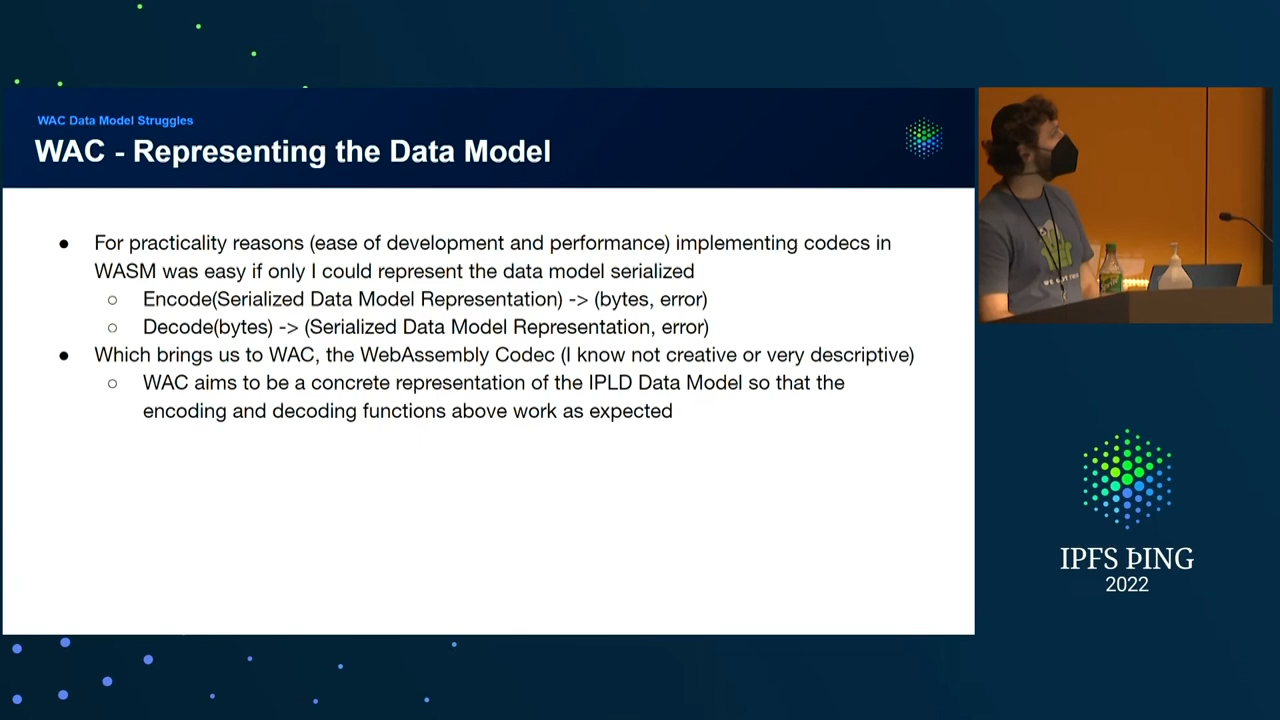 WAC Data Model Struggles
WAC - Representing the Data Model
● For practicality reasons (ease of development and performance) implementing codecs in
WASM was easy if only I could represent the data model serialized
○ Encode(Serialized Data Model Representation) -> (bytes, error)
○ Decode(bytes) -> (Serialized Data Model Representation, error)
● Which brings us to WAC, the WebAssembly Codec (I know not creative or very descriptive)
○ WAC aims to be a concrete representation of the IPLD Data Model so that the
encoding and decoding functions above work as expected
IPFS ÞING
2022